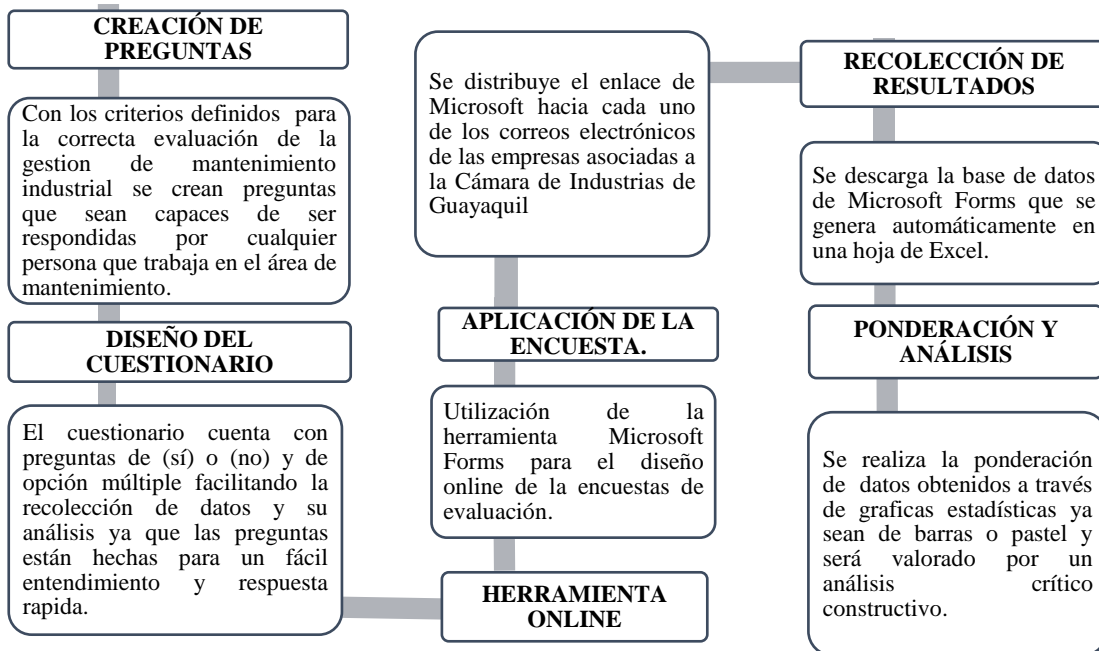 CREACIÓN DE
PREGUNTAS
Con los criterios definidos para
la correcta evaluación de la
gestion de mantenimiento
industrial se crean preguntas
que sean capaces de ser
respondidas por cualquier
persona que trabaja en el área de
mantenimiento.
DISEÑO DEL
CUESTIONARIO
El cuestionario cuenta con
preguntas de (sí) o (no) y de
opción múltiple facilitando la
recolección de datos y su
análisis ya que las preguntas
están hechas para un fácil
entendimiento y respuesta
rapida.
HERRAMIENTA
ONLINE
Utilización de la
herramienta Microsoft
Forms para el diseño
online de la encuestas de
evaluación.
APLICACIÓN DE LA
ENCUESTA.
Se distribuye el enlace de
Microsoft hacia cada uno
de los correos electrónicos
de las empresas asociadas a
la Cámara de Industrias de
Guayaquil
RECOLECCIÓN DE
RESULTADOS
Se descarga la base de datos
de Microsoft Forms que se
genera automáticamente en
una hoja de Excel.
PONDERACIÓN Y
ANÁLISIS
Se realiza la ponderación
de datos obtenidos a través
de graficas estadísticas ya
sean de barras o pastel y
será valorado por un
análisis crítico
constructivo.